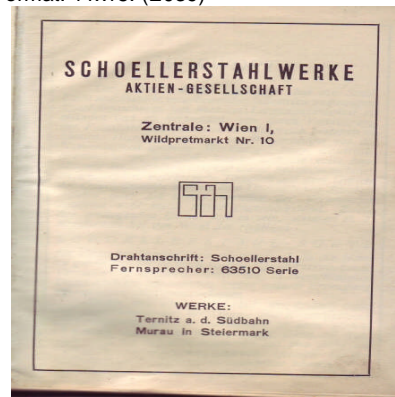 SCHOELLERSTAHLWERKE
AKTIEN-GESELLSCHAFT
Zentrale: Wien I,
Wildpretmarkt Nr. 10
Sch
Drahtanschrift: Schoellerstahl
Fernsprecher: 63510 Serie
WERKE:
Ternitz a. d. Südbahn
Murau in Steiermark